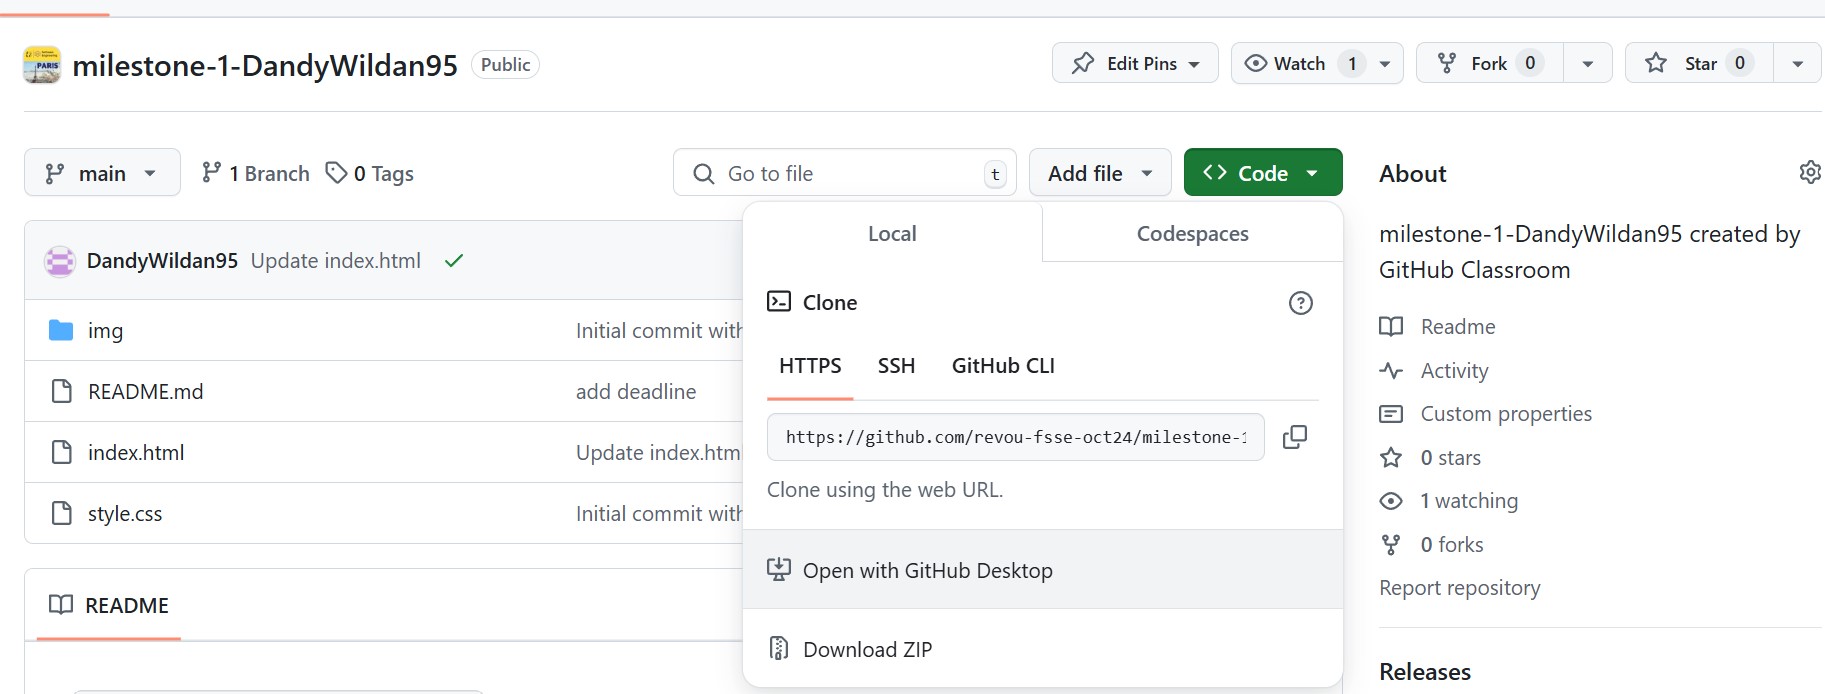 milestone-1-DandyWildan95 Public
Edit Pins
Watch 1
Fork 0
Star 0
main
1 Branch
0 Tags
Go to file t
Add file
Code
Local
Codespaces
Clone
HTTPS SSH GitHub CLI
https://github.com/revou-fsse-oct24/milestone-1
Clone using the web URL.
Open with GitHub Desktop
Download ZIP
DandyWildan95 Update index.html
img Initial commit with
README.md add deadline
index.html Update index.htm
style.css Initial commit with
README
About
milestone-1-DandyWildan95 created by
GitHub Classroom
Readme
Activity
Custom properties
0 stars
1 watching
0 forks
Report repository
Releases
PARIS